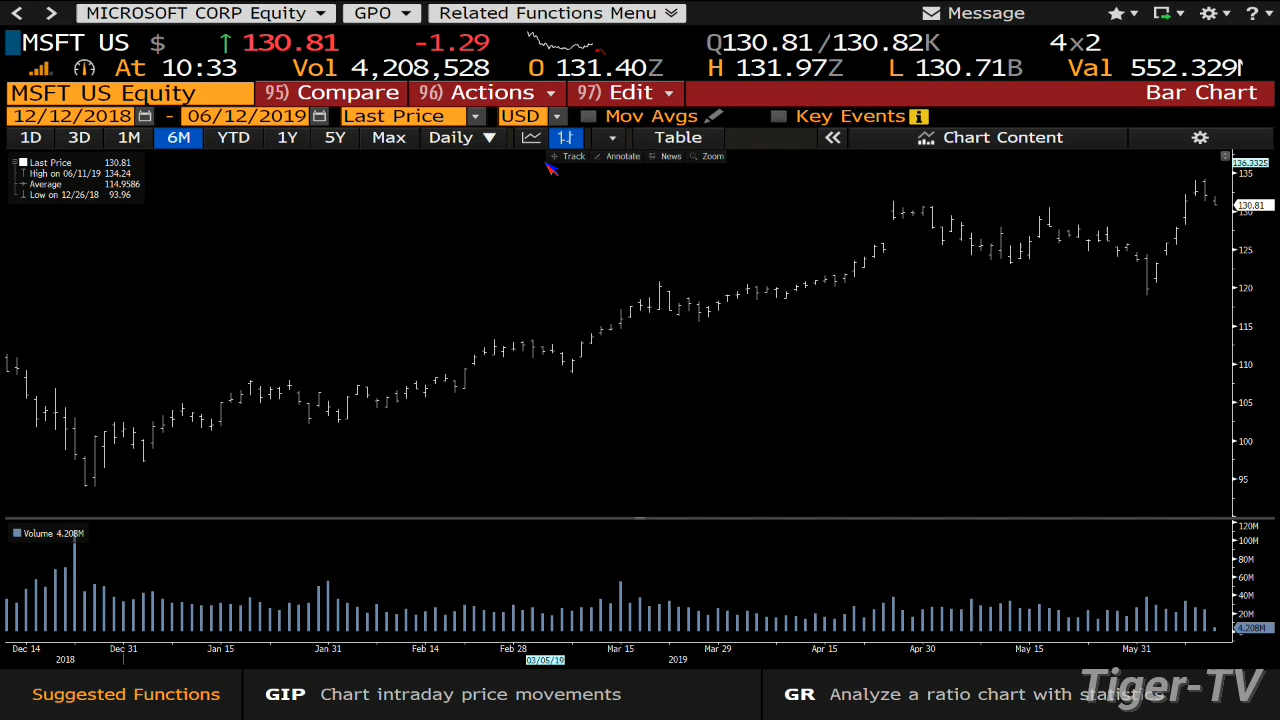 < > MICROSOFT CORP Equity GPO Related Functions Menu Message ?
MSFT US $ ↑ 130.81 -1.29 Q130.81/130.82K 4x2
At 10:33 Vol 4,208,528 O 131.40Z H 131.97Z L 130.71B Val 552.329M
MSFT US Equity 95) Compare 96) Actions 97) Edit Bar Chart
12/12/2018 - 06/12/2019 Last Price USD Mov Avgs Key Events i
1D 3D 1M 6M YTD 1Y 5Y Max Daily ▼ Table « Chart Content
Track Annotate News Zoom
Last Price 130.81
High on 06/11/19 134.24
Average 114.9586
Low on 12/26/18 93.96
136.3325
135
130.81
130
125
120
115
110
105
100
95
Volume 4.208M
120M
100M
80M
60M
40M
20M
4.208M
0
Dec 14 Dec 31 Jan 15 Jan 31 Feb 14 Feb 28 Mar 15 Mar 29 Apr 15 Apr 30 May 15 May 31
2018 03/05/19 2019
Suggested Functions GIP Chart intraday price movements GR Analyze a ratio chart with statistics
Tiger-TV